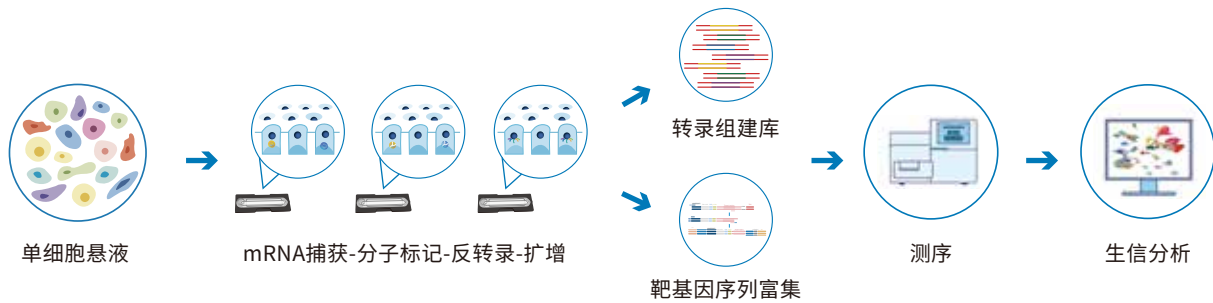 转录组建库
单细胞悬液
mRNA捕获-分子标记-反转录-扩增
测序
生信分析
靶基因序列富集